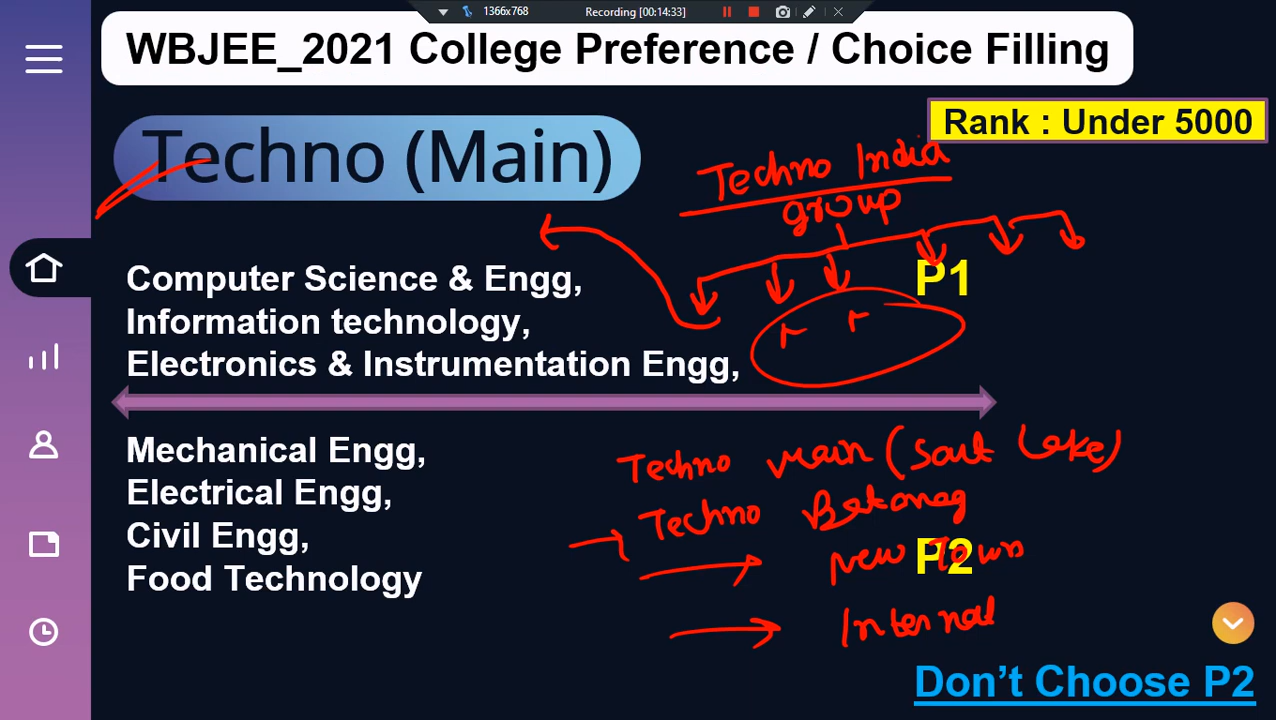 1366x768
Recording [00:14:33]
WBJEE_2021 College Preference / Choice Filling
Rank : Under 5000
Techno (Main)
Techno India
group
P1
Computer Science & Engg,
Information technology,
Electronics & Instrumentation Engg,
Mechanical Engg,
Electrical Engg,
Civil Engg,
Food Technology
Techno Main (Salt Lake)
Techno
New Town
P2
Internal
Don’t Choose P2